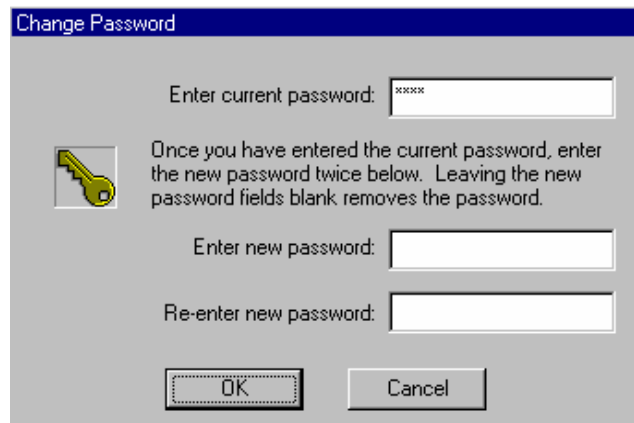 Change Password
Enter current password: ****
Once you have entered the current password, enter
the new password twice below. Leaving the new
password fields blank removes the password.
Enter new password:
Re-enter new password:
OK Cancel